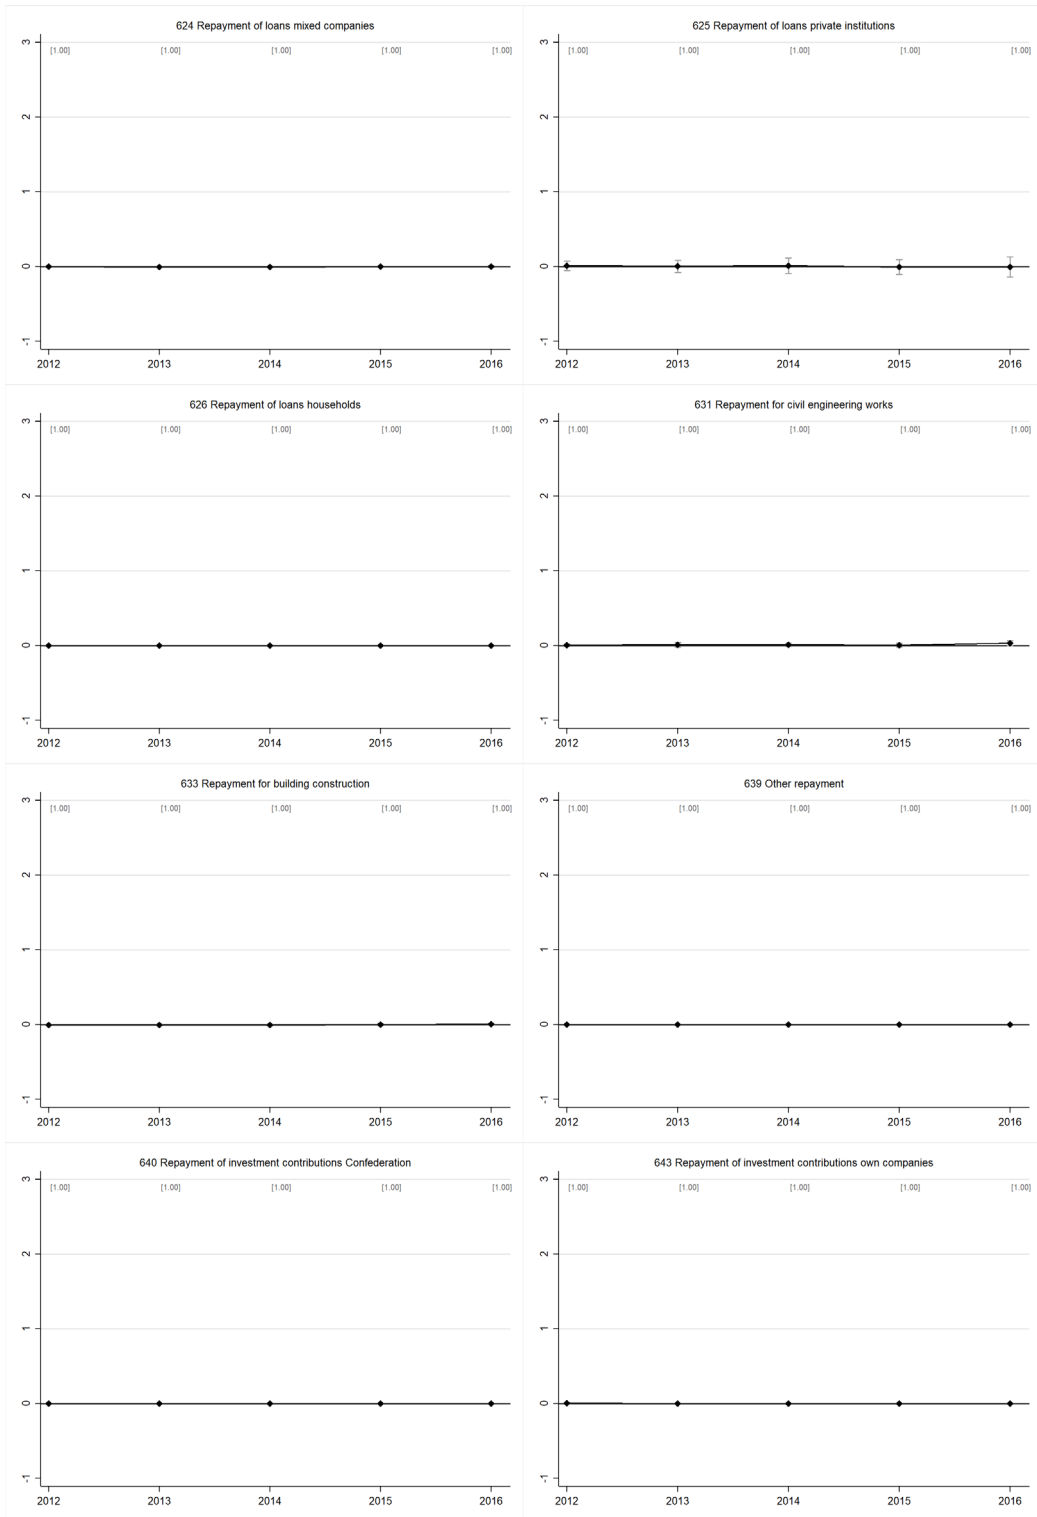 624 Repayment of loans mixed companies
3
[1.00] [1.00] [1.00] [1.00] [1.00]
2
1
0
-1
2012 2013 2014 2015 2016
625 Repayment of loans private institutions
3
[1.00] [1.00] [1.00] [1.00] [1.00]
2
1
0
-1
2012 2013 2014 2015 2016
626 Repayment of loans households
3
[1.00] [1.00] [1.00] [1.00] [1.00]
2
1
0
-1
2012 2013 2014 2015 2016
631 Repayment for civil engineering works
3
[1.00] [1.00] [1.00] [1.00] [1.00]
2
1
0
-1
2012 2013 2014 2015 2016
633 Repayment for building construction
3
[1.00] [1.00] [1.00] [1.00] [1.00]
2
1
0
-1
2012 2013 2014 2015 2016
639 Other repayment
3
[1.00] [1.00] [1.00] [1.00] [1.00]
2
1
0
-1
2012 2013 2014 2015 2016
640 Repayment of investment contributions Confederation
3
[1.00] [1.00] [1.00] [1.00] [1.00]
2
1
0
-1
2012 2013 2014 2015 2016
643 Repayment of investment contributions own companies
3
[1.00] [1.00] [1.00] [1.00] [1.00]
2
1
0
-1
2012 2013 2014 2015 2016